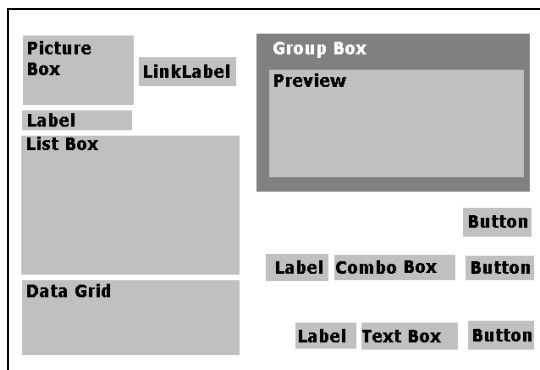 Picture
Box
LinkLabel
Label
List Box
Data Grid
Group Box
Preview
Button
Label Combo Box Button
Label Text Box Button